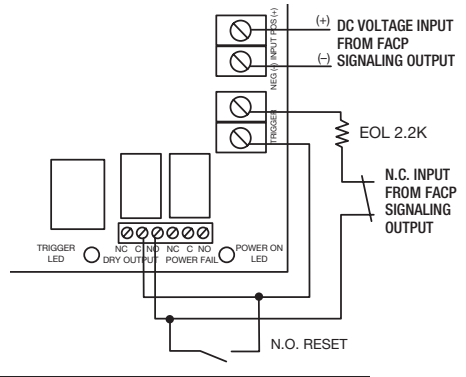 (+) DC VOLTAGE INPUT
FROM FACP
(–) SIGNALING OUTPUT
NEG (–) INPUT POS (+)
TRIGGER
EOL 2.2K
N.C. INPUT
FROM FACP
SIGNALING
OUTPUT
TRIGGER
LED
NC C NO NC C NO
DRY OUTPUT POWER FAIL
POWER ON
LED
N.O. RESET